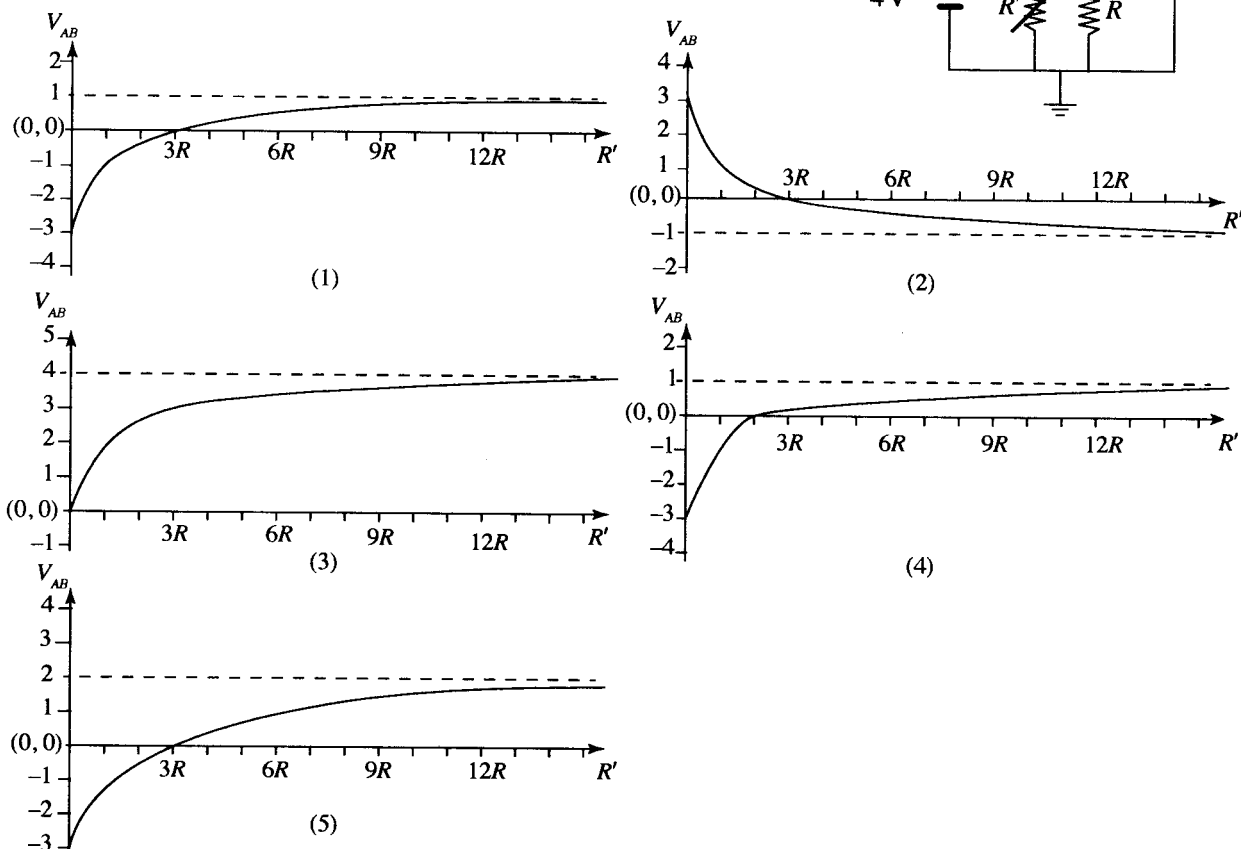 4 V
R'
R
V_AB
2
1
(0, 0)
3R
6R
9R
12R
R'
−1
−2
−3
−4
(1)
V_AB
4
3
2
1
3R
6R
9R
12R
(0, 0)
R'
−1
−2
(2)
V_AB
5
4
3
2
1
(0, 0)
3R
6R
9R
12R
R'
−1
(3)
V_AB
2
1
(0, 0)
3R
6R
9R
12R
R'
−1
−2
−3
−4
(4)
V_AB
4
3
2
1
(0, 0)
3R
6R
9R
12R
R'
−1
−2
−3
(5)